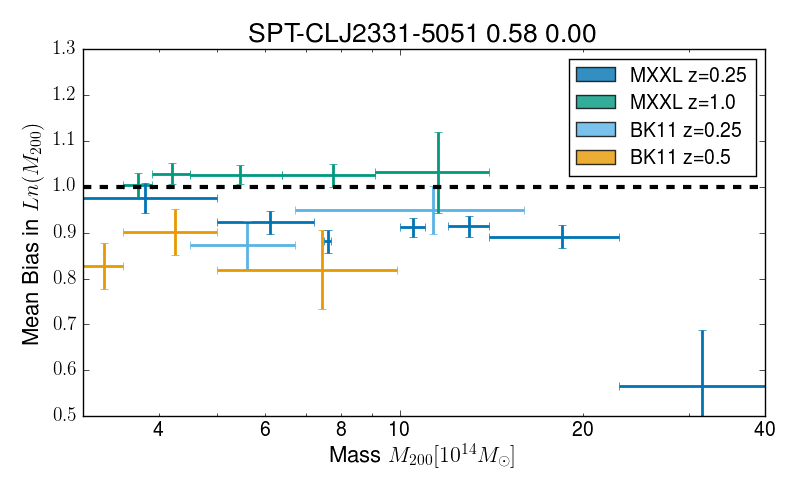 SPT-CLJ2331-5051 0.58 0.00
1.3
1.2
1.1
1.0
0.9
0.8
0.7
0.6
0.5
Mean Bias in Ln(M₂₀₀)
MXXL z=0.25
MXXL z=1.0
BK11 z=0.25
BK11 z=0.5
4 6 8 10 20 40
Mass M₂₀₀[10¹⁴M☉]